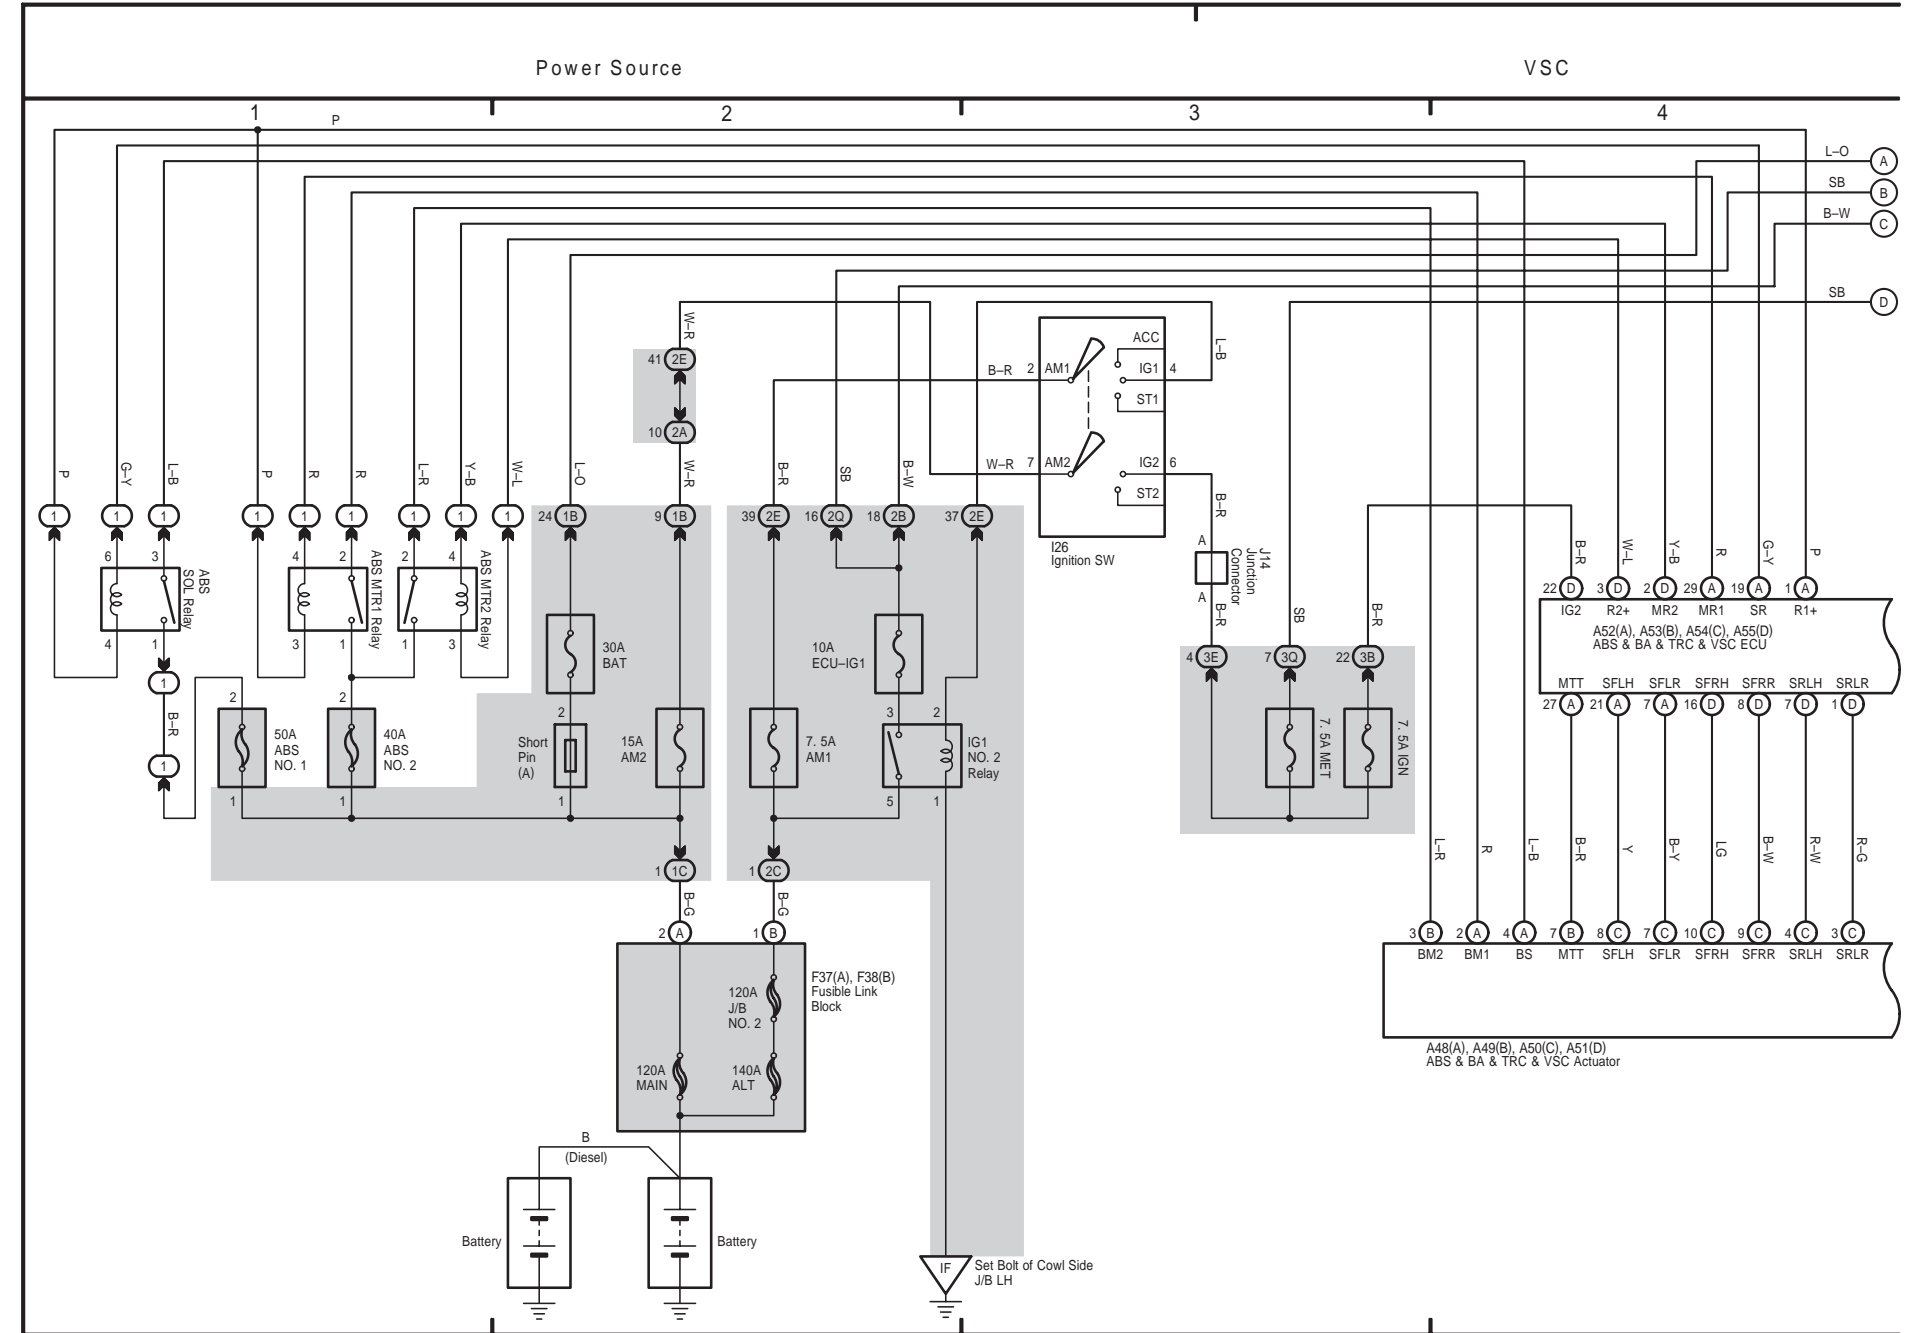 Power Source
VSC
1
2
3
4
P
L–O
A
SB
B
B–W
C
SB
D
W–R
41
2E
10
2A
W–R
L–B
ACC
B–R
2
AM1
IG1
4
ST1
W–R
7
AM2
IG2
6
ST2
I26
Ignition SW
B–R
A
J14
Junction
Connector
A
B–R
P
G–Y
L–B
P
R
R
L–R
Y–B
W–L
L–O
B–R
SB
B–W
1
1
1
1
1
1
1
1
1
24
1B
9
1B
39
2E
16
2Q
18
2B
37
2E
6
3
ABS
SOL Relay
4
1
4
2
ABS MTR1 Relay
3
1
2
4
ABS MTR2 Relay
1
3
1
B–R
1
2
50A
ABS
NO. 1
1
2
40A
ABS
NO. 2
1
30A
BAT
2
Short
Pin
(A)
1
15A
AM2
7. 5A
AM1
10A
ECU–IG1
3
2
IG1
NO. 2
Relay
5
1
SB
B–R
4
3E
7
3Q
22
3B
7. 5A MET
7. 5A IGN
B–R
W–L
Y–B
R
G–Y
P
22
D
3
D
2
D
29
A
19
A
1
A
IG2
R2+
MR2
MR1
SR
R1+
A52(A), A53(B), A54(C), A55(D)
ABS & BA & TRC & VSC ECU
MTT
SFLH
SFLR
SFRH
SFRR
SRLH
SRLR
27
A
21
A
7
A
16
D
8
D
7
D
1
D
L–R
R
L–B
B–R
Y
B–Y
LG
B–W
R–W
R–G
3
B
2
A
4
A
7
B
8
C
7
C
10
C
9
C
4
C
3
C
BM2
BM1
BS
MTT
SFLH
SFLR
SFRH
SFRR
SRLH
SRLR
A48(A), A49(B), A50(C), A51(D)
ABS & BA & TRC & VSC Actuator
1
1C
1
2C
B–G
B–G
2
A
1
B
120A
J/B
NO. 2
F37(A), F38(B)
Fusible Link
Block
120A
MAIN
140A
ALT
B
(Diesel)
Battery
Battery
IF
Set Bolt of Cowl Side
J/B LH